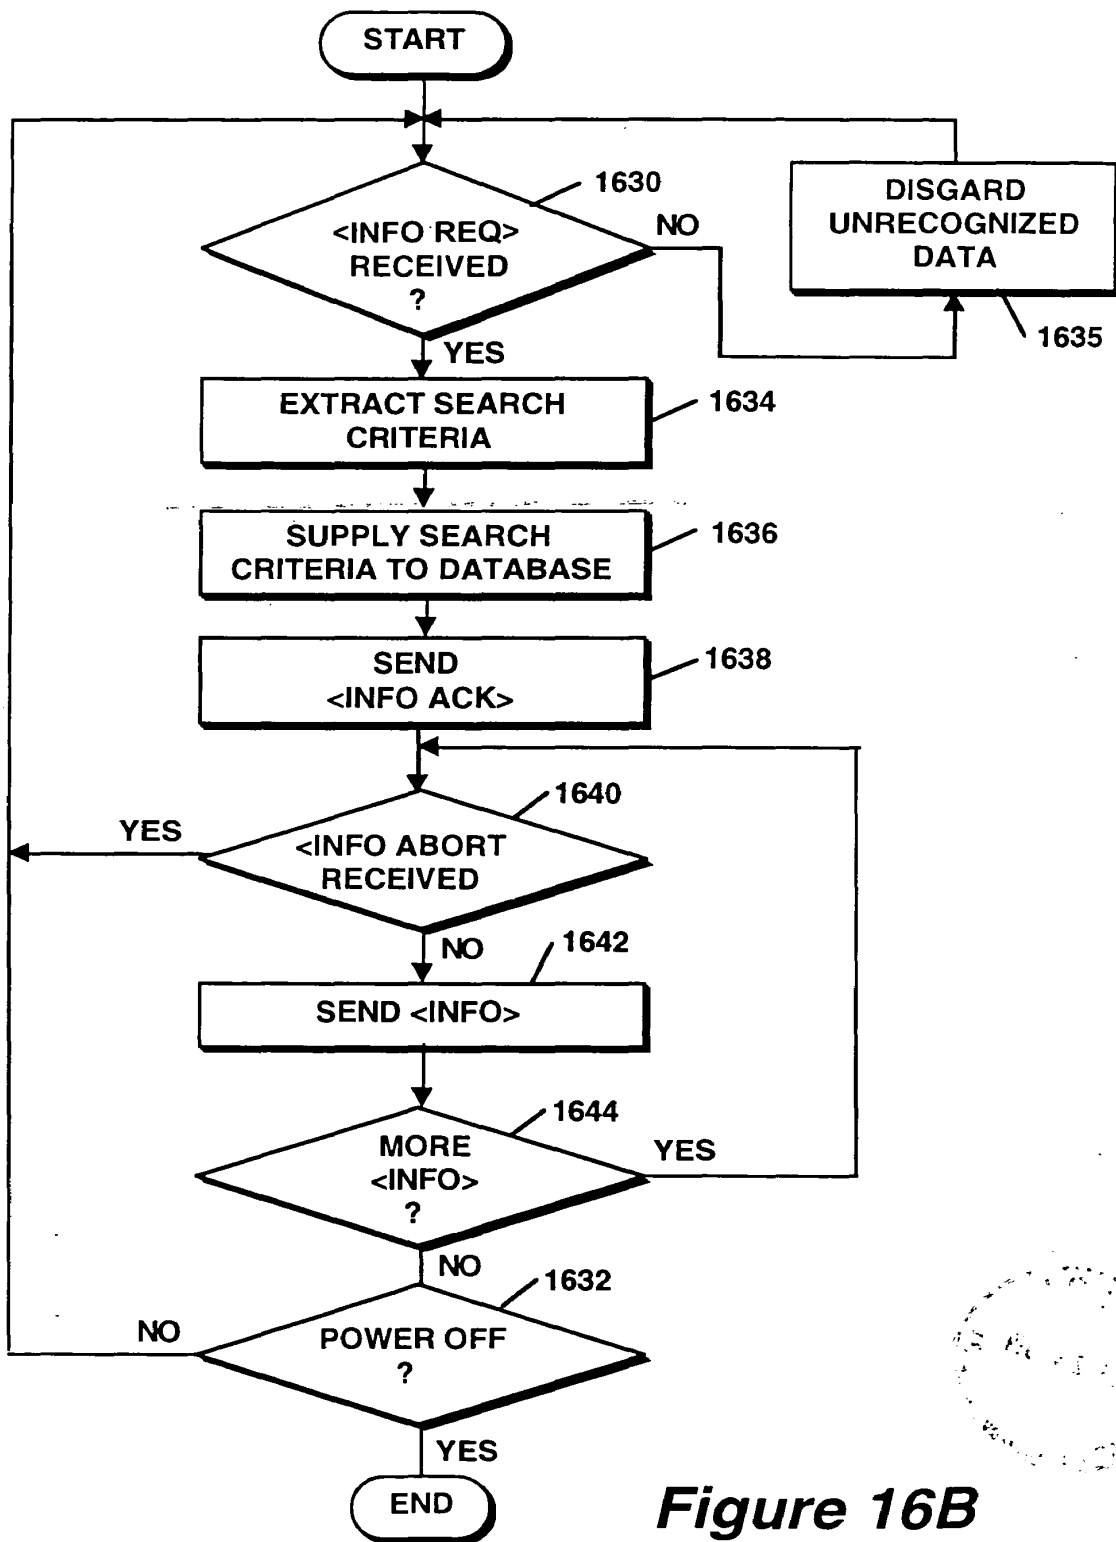 START
1630
<INFO REQ>
RECEIVED
?
NO
DISGARD
UNRECOGNIZED
DATA
1635
YES
EXTRACT SEARCH
CRITERIA
1634
SUPPLY SEARCH
CRITERIA TO DATABASE
1636
SEND
<INFO ACK>
1638
1640
YES
<INFO ABORT
RECEIVED
NO
1642
SEND <INFO>
1644
MORE
<INFO>
?
YES
NO
1632
NO
POWER OFF
?
YES
END
Figure 16B